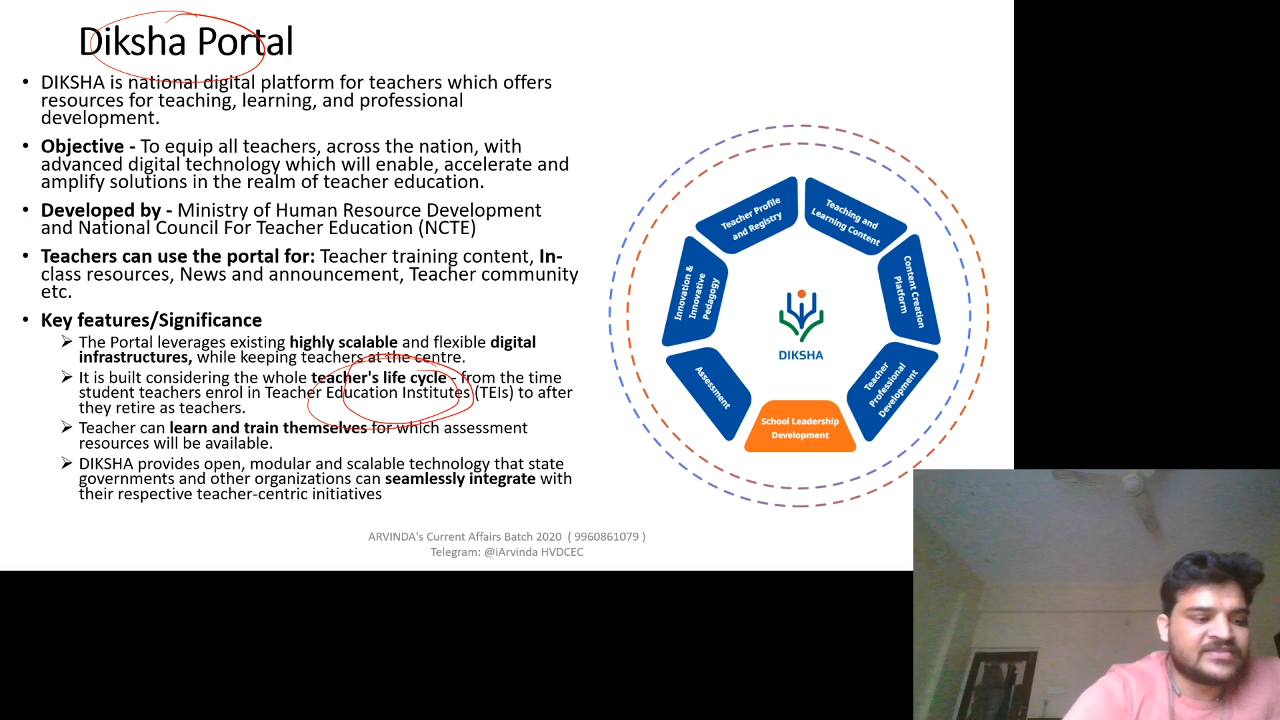 Diksha Portal
• DIKSHA is national digital platform for teachers which offers
resources for teaching, learning, and professional
development.
• Objective - To equip all teachers, across the nation, with
advanced digital technology which will enable, accelerate and
amplify solutions in the realm of teacher education.
• Developed by - Ministry of Human Resource Development
and National Council For Teacher Education (NCTE)
• Teachers can use the portal for: Teacher training content, In-
class resources, News and announcement, Teacher community
etc.
• Key features/Significance
➢ The Portal leverages existing highly scalable and flexible digital
infrastructures, while keeping teachers at the centre.
➢ It is built considering the whole teacher's life cycle - from the time
student teachers enrol in Teacher Education Institutes (TEIs) to after
they retire as teachers.
➢ Teacher can learn and train themselves for which assessment
resources will be available.
➢ DIKSHA provides open, modular and scalable technology that state
governments and other organizations can seamlessly integrate with
their respective teacher-centric initiatives
Teacher Profile
and Registry
Teaching and
Learning Content
Content Creation
Platform
Teacher
Professional
Development
School Leadership
Development
Assessment
Innovation &
Innovative
Pedagogy
DIKSHA
ARVINDA's Current Affairs Batch 2020 ( 9960861079 )
Telegram: @iArvinda HVDCEC